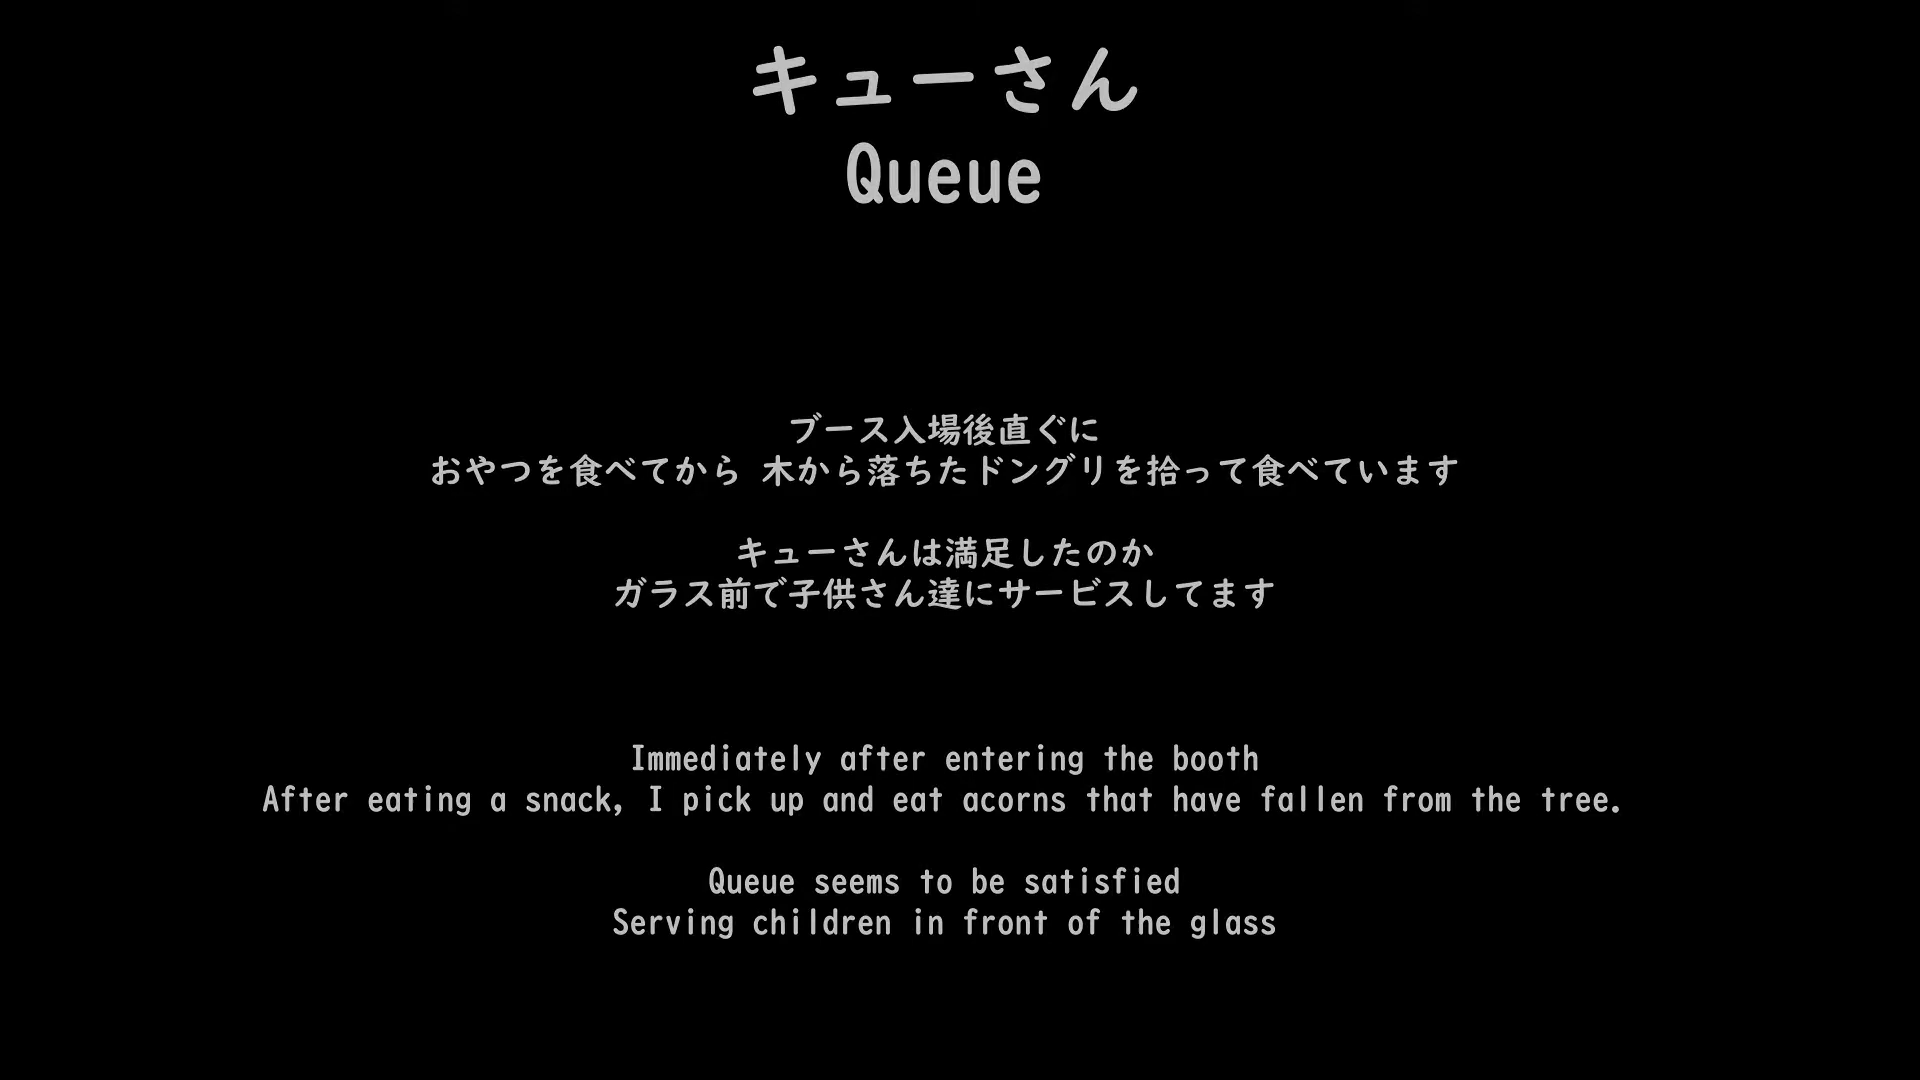 キューさん
Queue
ブース入場後直ぐに
おやつを食べてから 木から落ちたドングリを拾って食べています
キューさんは満足したのか
ガラス前で子供さん達にサービスしてます
Immediately after entering the booth
After eating a snack, I pick up and eat acorns that have fallen from the tree.
Queue seems to be satisfied
Serving children in front of the glass